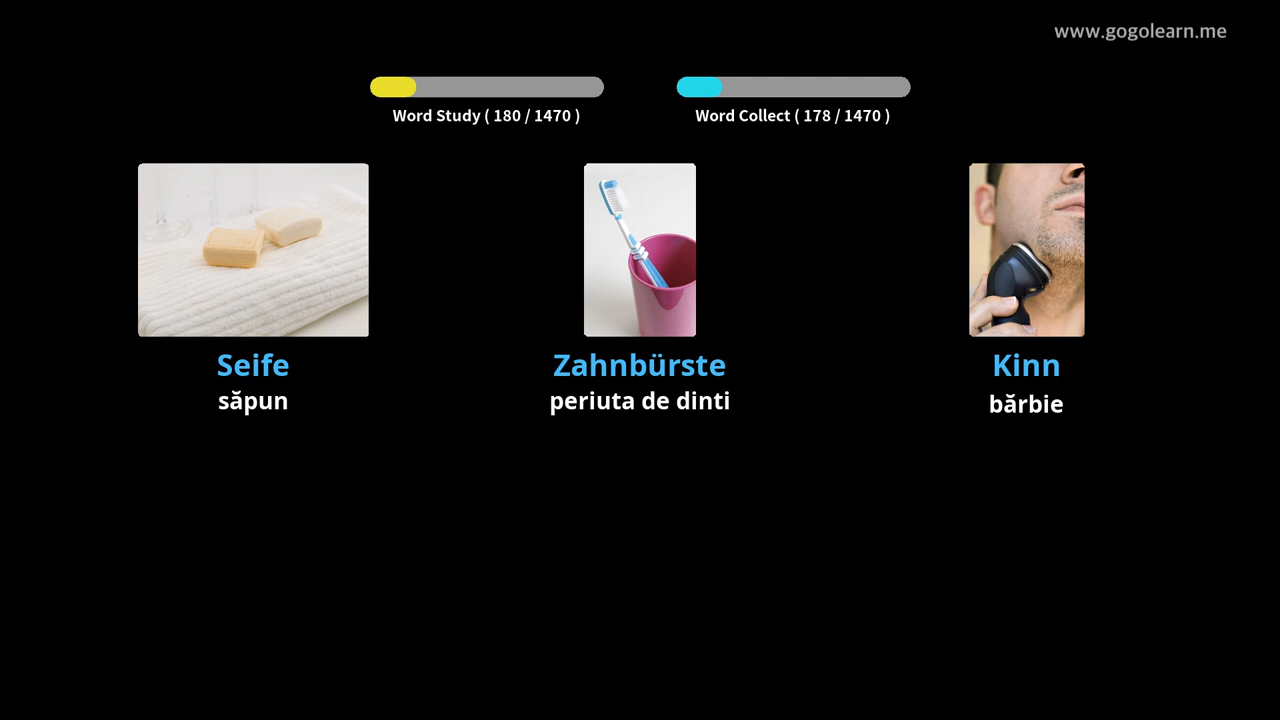 www.gogolearn.me
Word Study ( 180 / 1470 )
Word Collect ( 178 / 1470 )
Seife
săpun
Zahnbürste
periuta de dinti
Kinn
bărbie